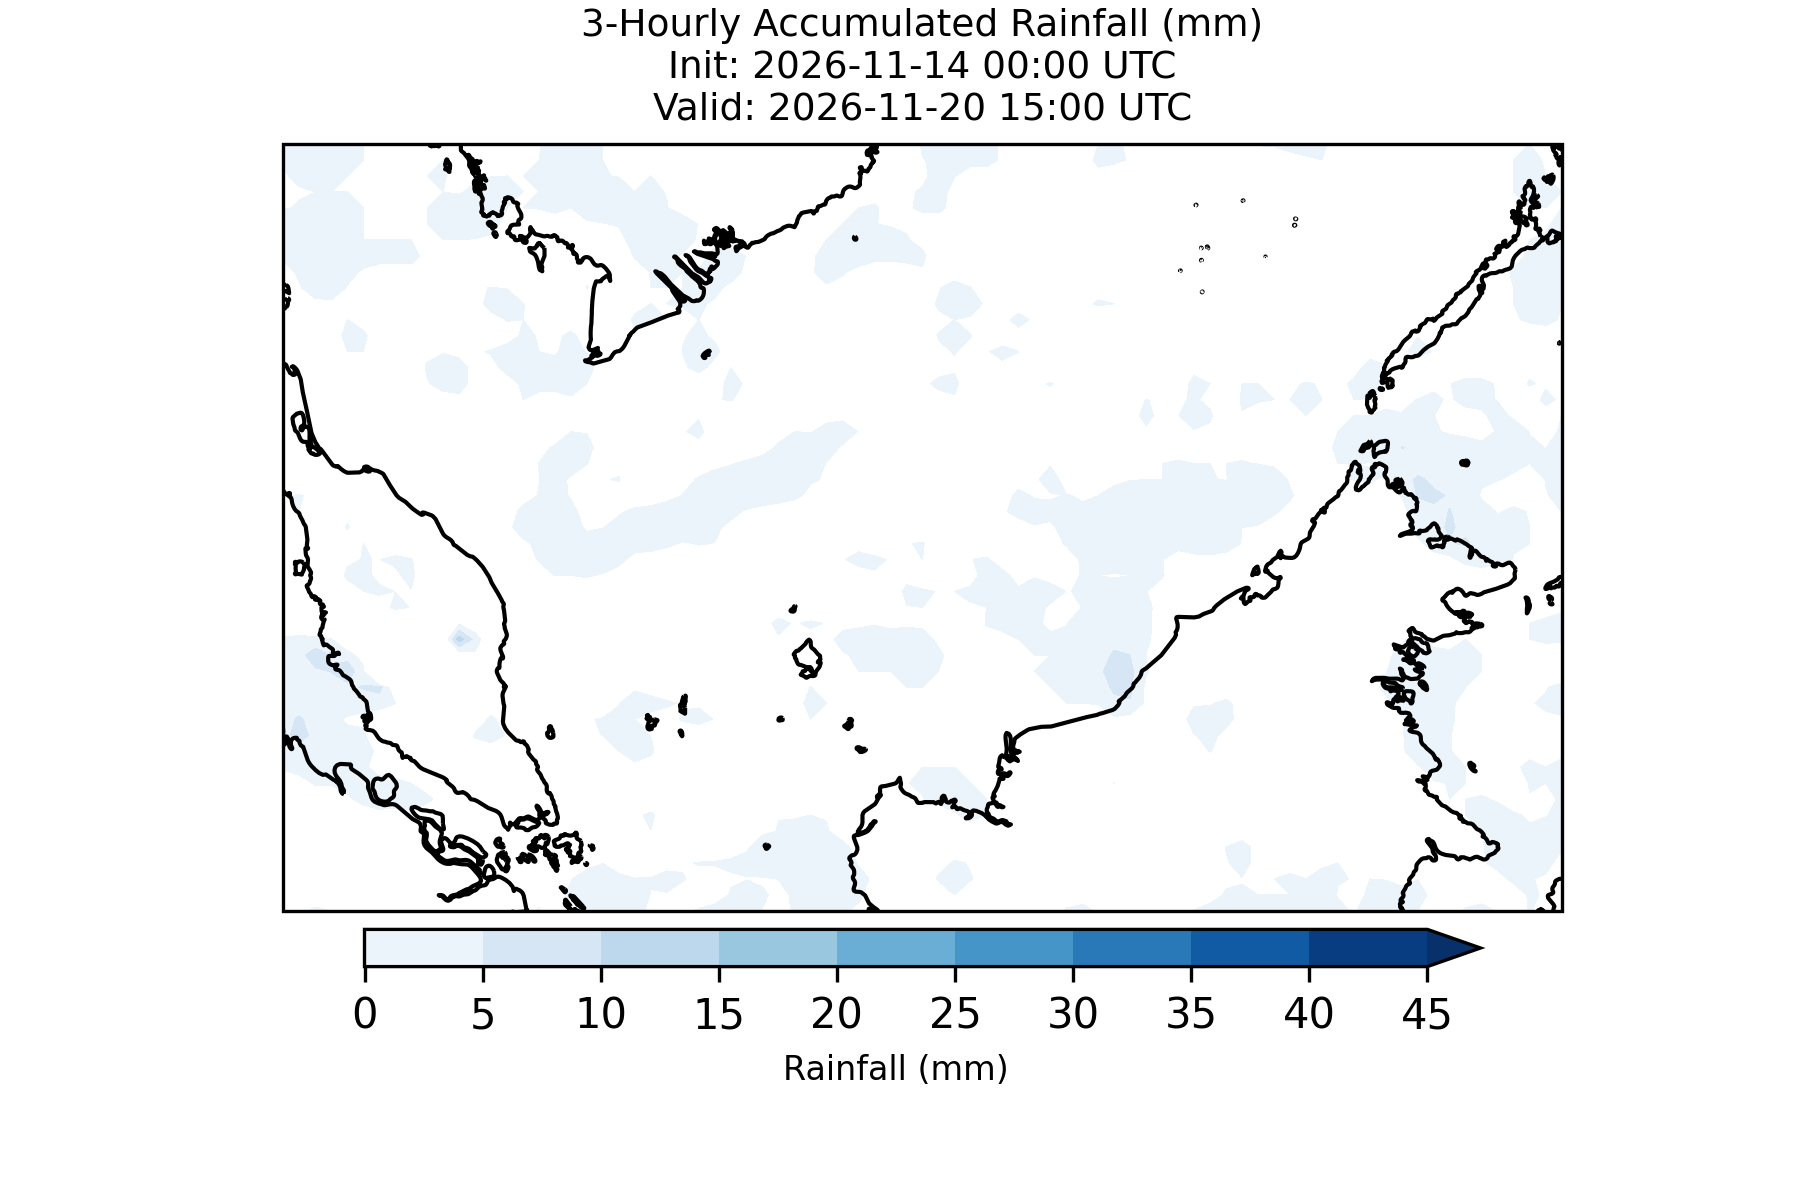 3-Hourly Accumulated Rainfall (mm)
Init: 2026-11-14 00:00 UTC
Valid: 2026-11-20 15:00 UTC
0 5 10 15 20 25 30 35 40 45
Rainfall (mm)